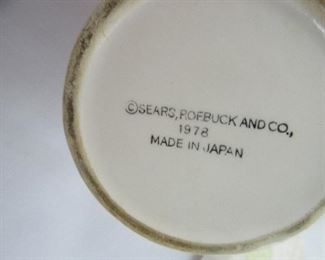 ©SEARS, ROEBUCK AND CO.,
1978
MADE IN JAPAN